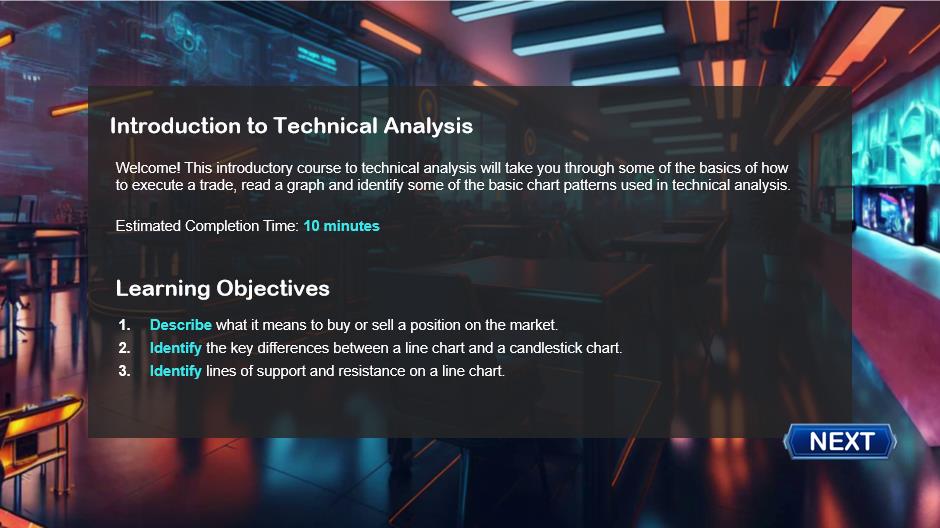 Introduction to Technical Analysis
Welcome! This introductory course to technical analysis will take you through some of the basics of how
to execute a trade, read a graph and identify some of the basic chart patterns used in technical analysis.
Estimated Completion Time: 10 minutes
Learning Objectives
1. Describe what it means to buy or sell a position on the market.
2. Identify the key differences between a line chart and a candlestick chart.
3. Identify lines of support and resistance on a line chart.
NEXT